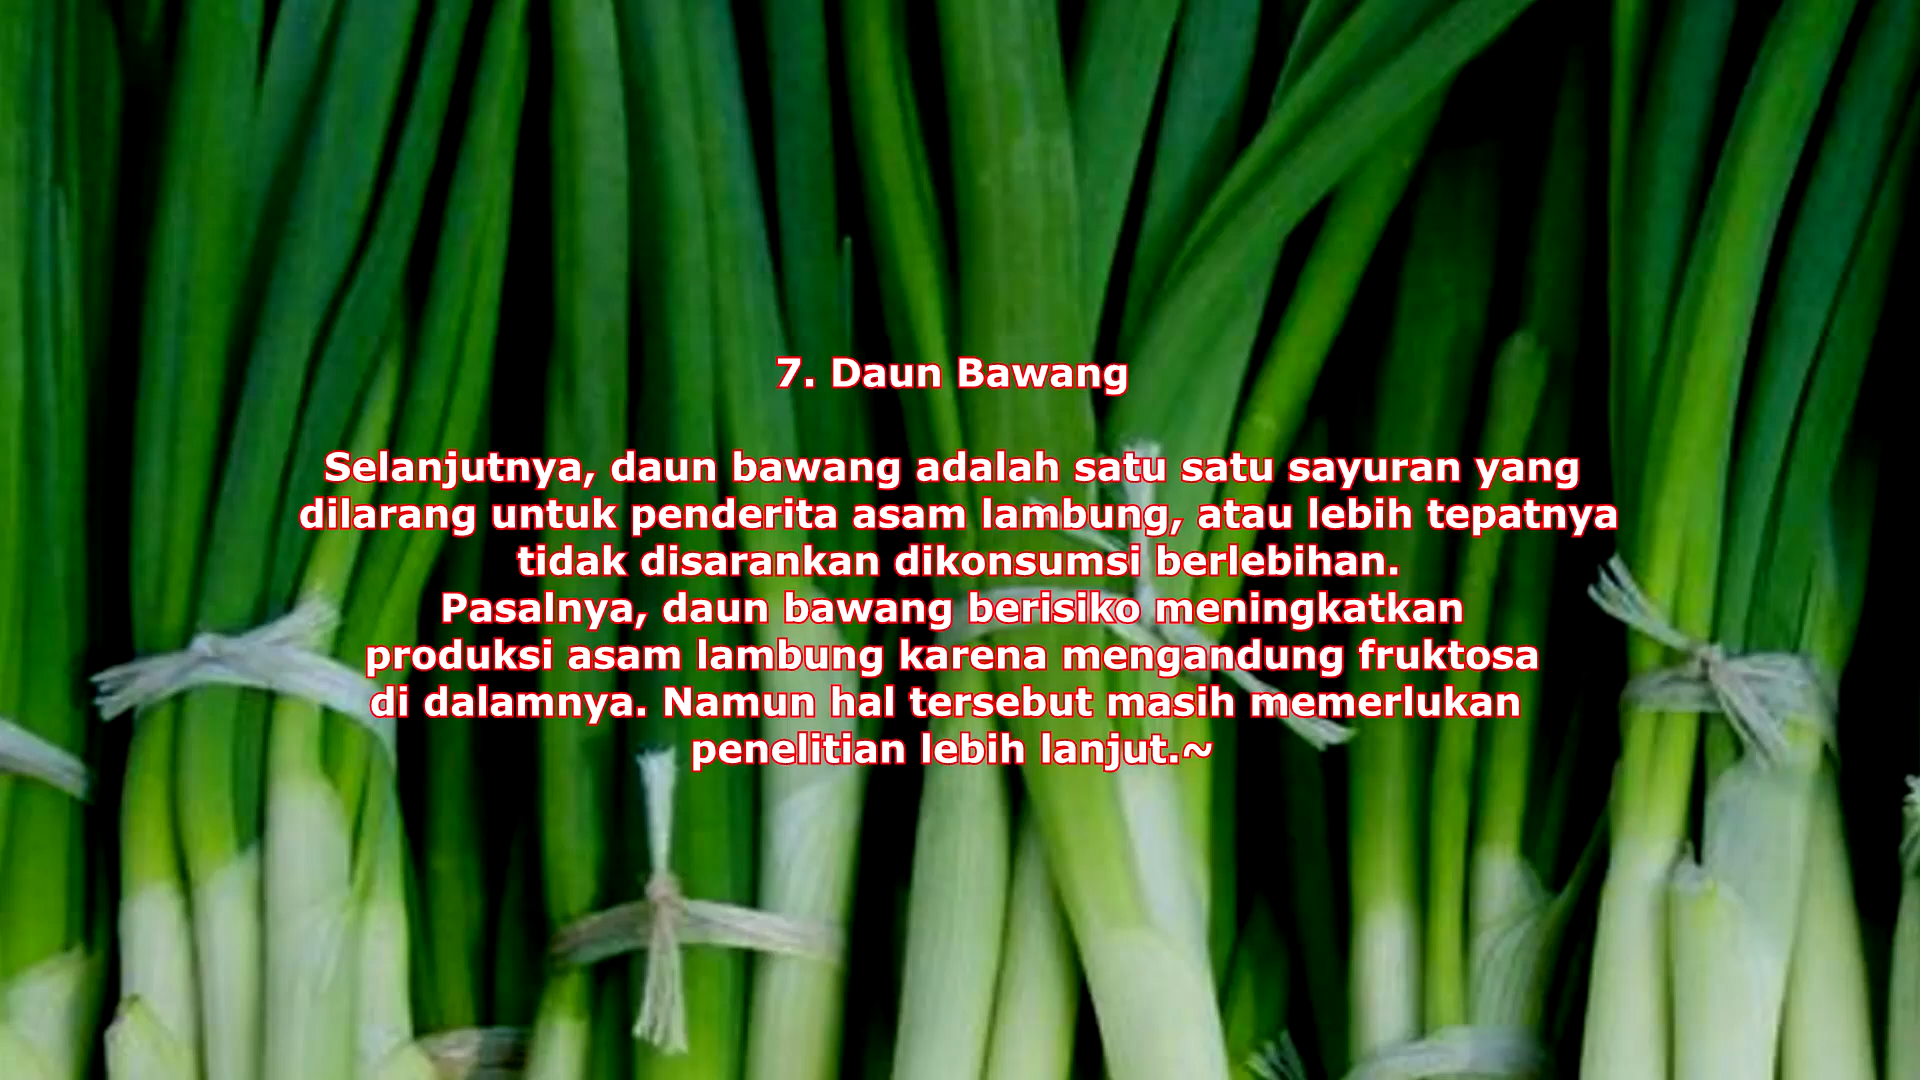 7. Daun Bawang
Selanjutnya, daun bawang adalah satu satu sayuran yang
dilarang untuk penderita asam lambung, atau lebih tepatnya
tidak disarankan dikonsumsi berlebihan.
Pasalnya, daun bawang berisiko meningkatkan
produksi asam lambung karena mengandung fruktosa
di dalamnya. Namun hal tersebut masih memerlukan
penelitian lebih lanjut.~